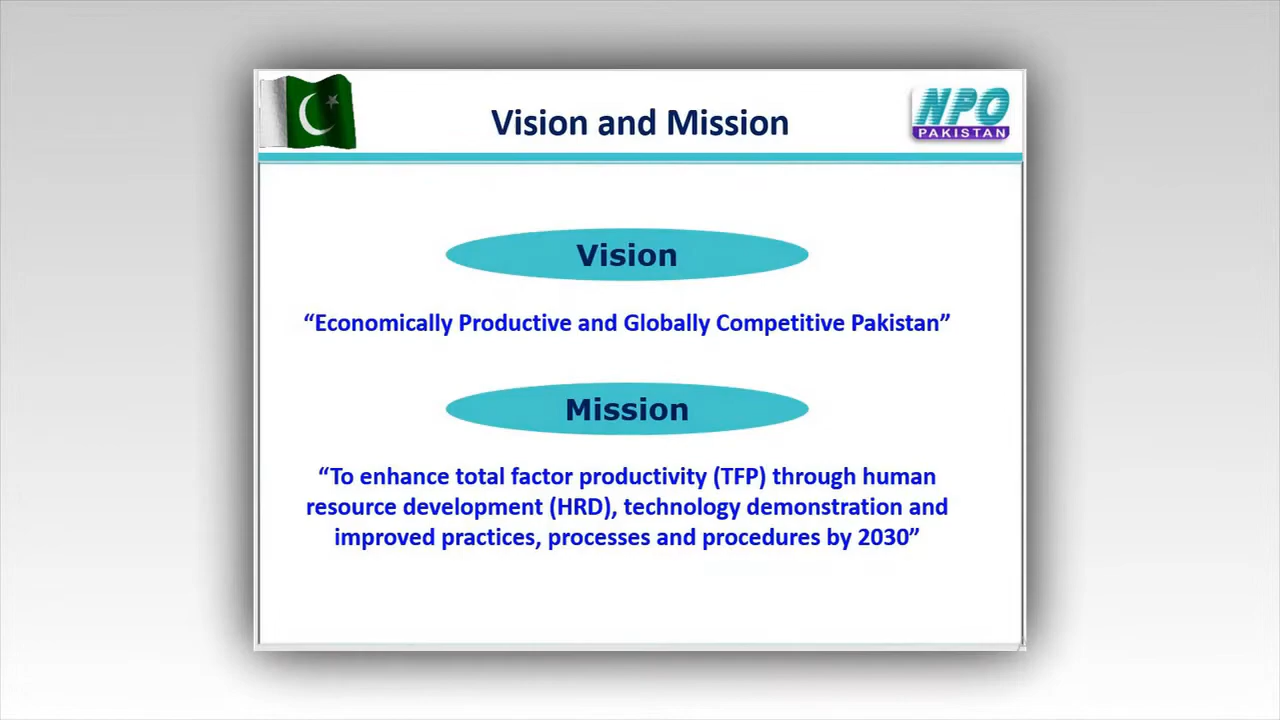 Vision and Mission
NPO
PAKISTAN
Vision
“Economically Productive and Globally Competitive Pakistan”
Mission
“To enhance total factor productivity (TFP) through human
resource development (HRD), technology demonstration and
improved practices, processes and procedures by 2030”